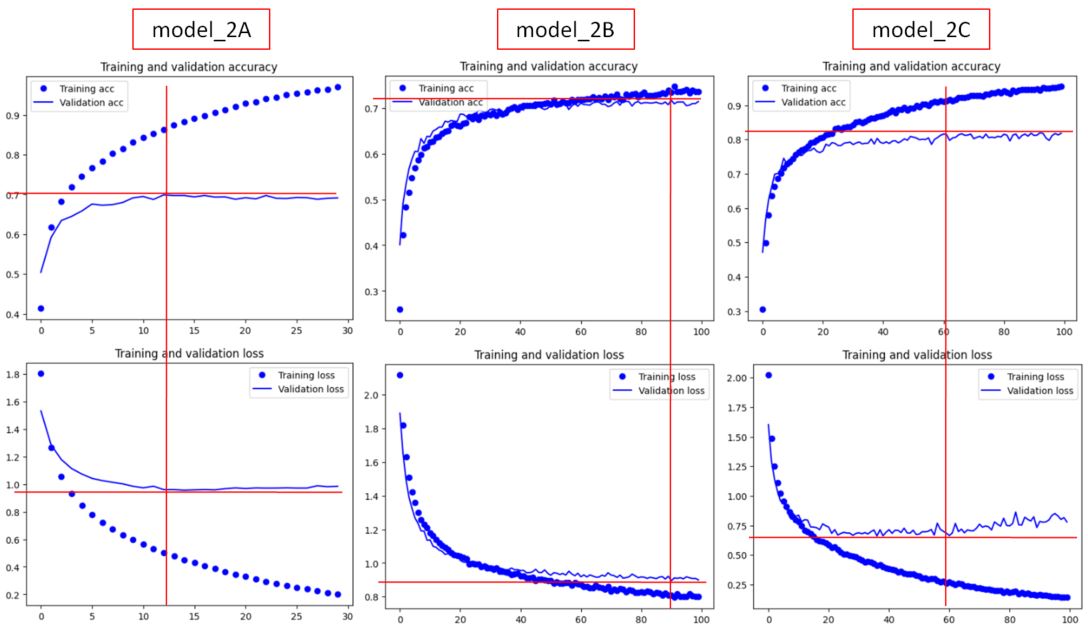 model_2A
model_2B
model_2C
Training and validation accuracy
Training acc
Validation acc
0.9
0.8
0.7
0.6
0.5
0.4
0 5 10 15 20 25 30
Training and validation accuracy
Training acc
Validation acc
0.7
0.6
0.5
0.4
0.3
0 20 40 60 80 100
Training and validation accuracy
Training acc
Validation acc
0.9
0.8
0.7
0.6
0.5
0.4
0.3
0 20 40 60 80 100
Training and validation loss
Training loss
Validation loss
1.8
1.6
1.4
1.2
1.0
0.8
0.6
0.4
0.2
0 5 10 15 20 25 30
Training and validation loss
Training loss
Validation loss
2.0
1.8
1.6
1.4
1.2
1.0
0.8
0 20 40 60 80 100
Training and validation loss
Training loss
Validation loss
2.00
1.75
1.50
1.25
1.00
0.75
0.50
0.25
0 20 40 60 80 100